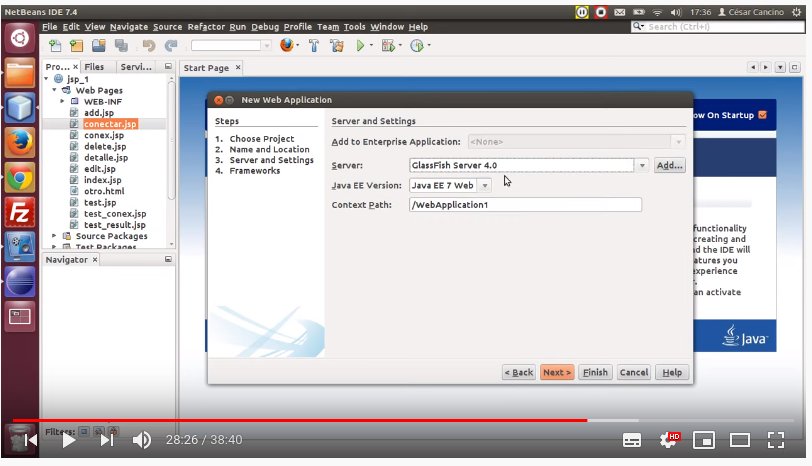 NetBeans IDE 7.4
17:36 César Cancino
File Edit View Navigate Source Refactor Run Debug Profile Team Tools Window Help
Search (Ctrl+I)
Pro... × Files Servi...
Start Page ×
jsp_1
Web Pages
WEB-INF
add.jsp
conectar.jsp
conex.jsp
delete.jsp
detalle.jsp
edit.jsp
index.jsp
otro.html
test.jsp
test_conex.jsp
test_result.jsp
Source Packages
Test Packages
Navigator ×
Filters:
New Web Application
Steps
1. Choose Project
2. Name and Location
3. Server and Settings
4. Frameworks
Server and Settings
Add to Enterprise Application: <None>
Server: GlassFish Server 4.0 Add...
Java EE Version: Java EE 7 Web
Context Path: /WebApplication1
< Back Next > Finish Cancel Help
ow On Startup
functionality
creating and
d the IDE will
atures you
experience
an activate
Java
28:26 / 38:40
HD